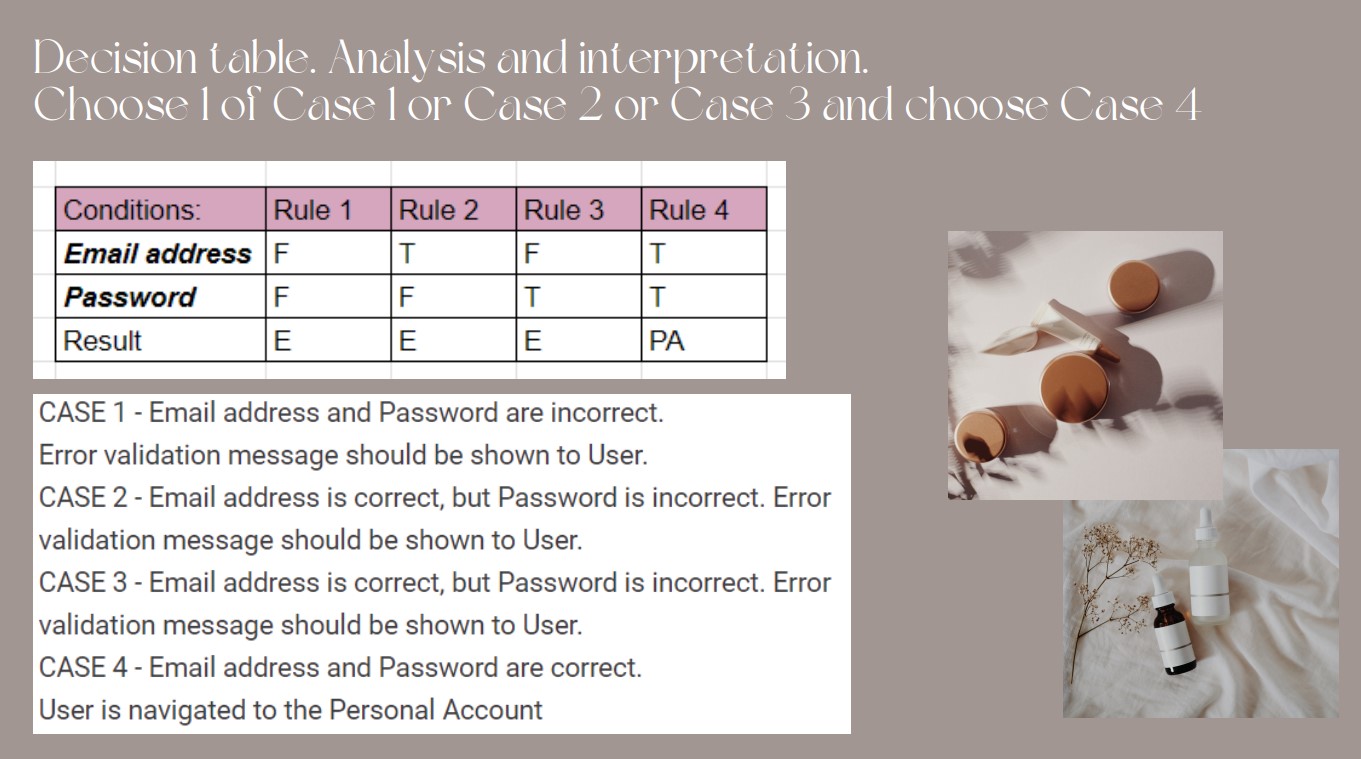 Decision table. Analysis and interpretation.
Choose 1 of Case 1 or Case 2 or Case 3 and choose Case 4
Conditions: Rule 1 Rule 2 Rule 3 Rule 4
Email address F T F T
Password F F T T
Result E E E PA
CASE 1 - Email address and Password are incorrect.
Error validation message should be shown to User.
CASE 2 - Email address is correct, but Password is incorrect. Error
validation message should be shown to User.
CASE 3 - Email address is correct, but Password is incorrect. Error
validation message should be shown to User.
CASE 4 - Email address and Password are correct.
User is navigated to the Personal Account